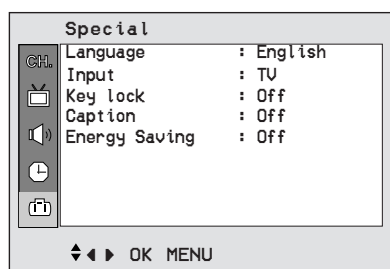 Special
CH.
Language : English
Input : TV
Key lock : Off
Caption : Off
Energy Saving : Off
OK MENU